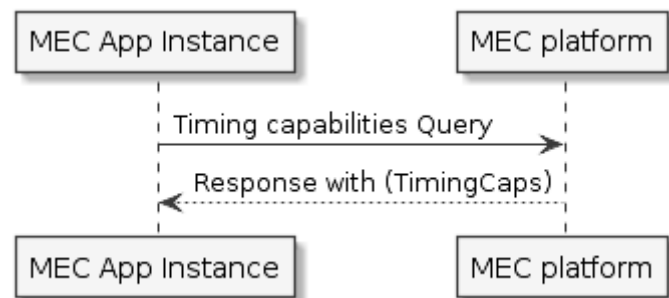 MEC App Instance
MEC platform
Timing capabilities Query
Response with (TimingCaps)
MEC App Instance
MEC platform